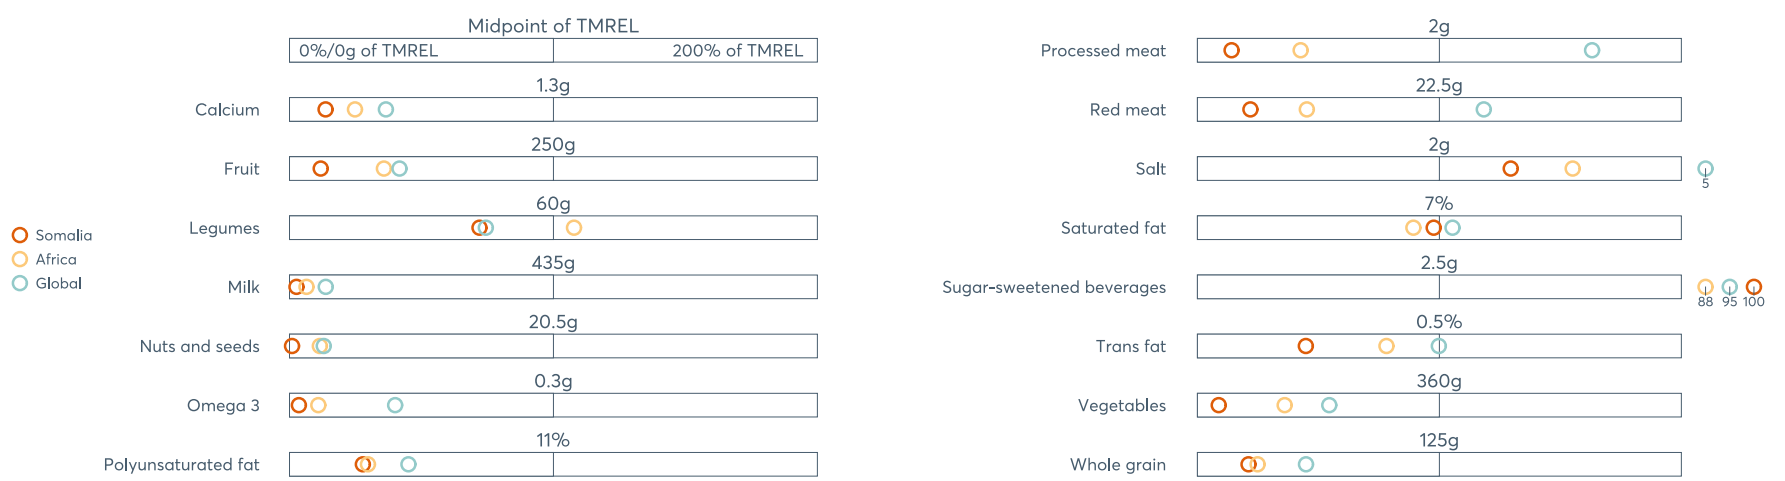 Midpoint of TMREL
0%/0g of TMREL 200% of TMREL
1.3g
Calcium
250g
Fruit
60g
Legumes
435g
Milk
20.5g
Nuts and seeds
0.3g
Omega 3
11%
Polyunsaturated fat
Somalia
Africa
Global
2g
Processed meat
22.5g
Red meat
2g
Salt
5
7%
Saturated fat
2.5g
Sugar-sweetened beverages
88 95 100
0.5%
Trans fat
360g
Vegetables
125g
Whole grain